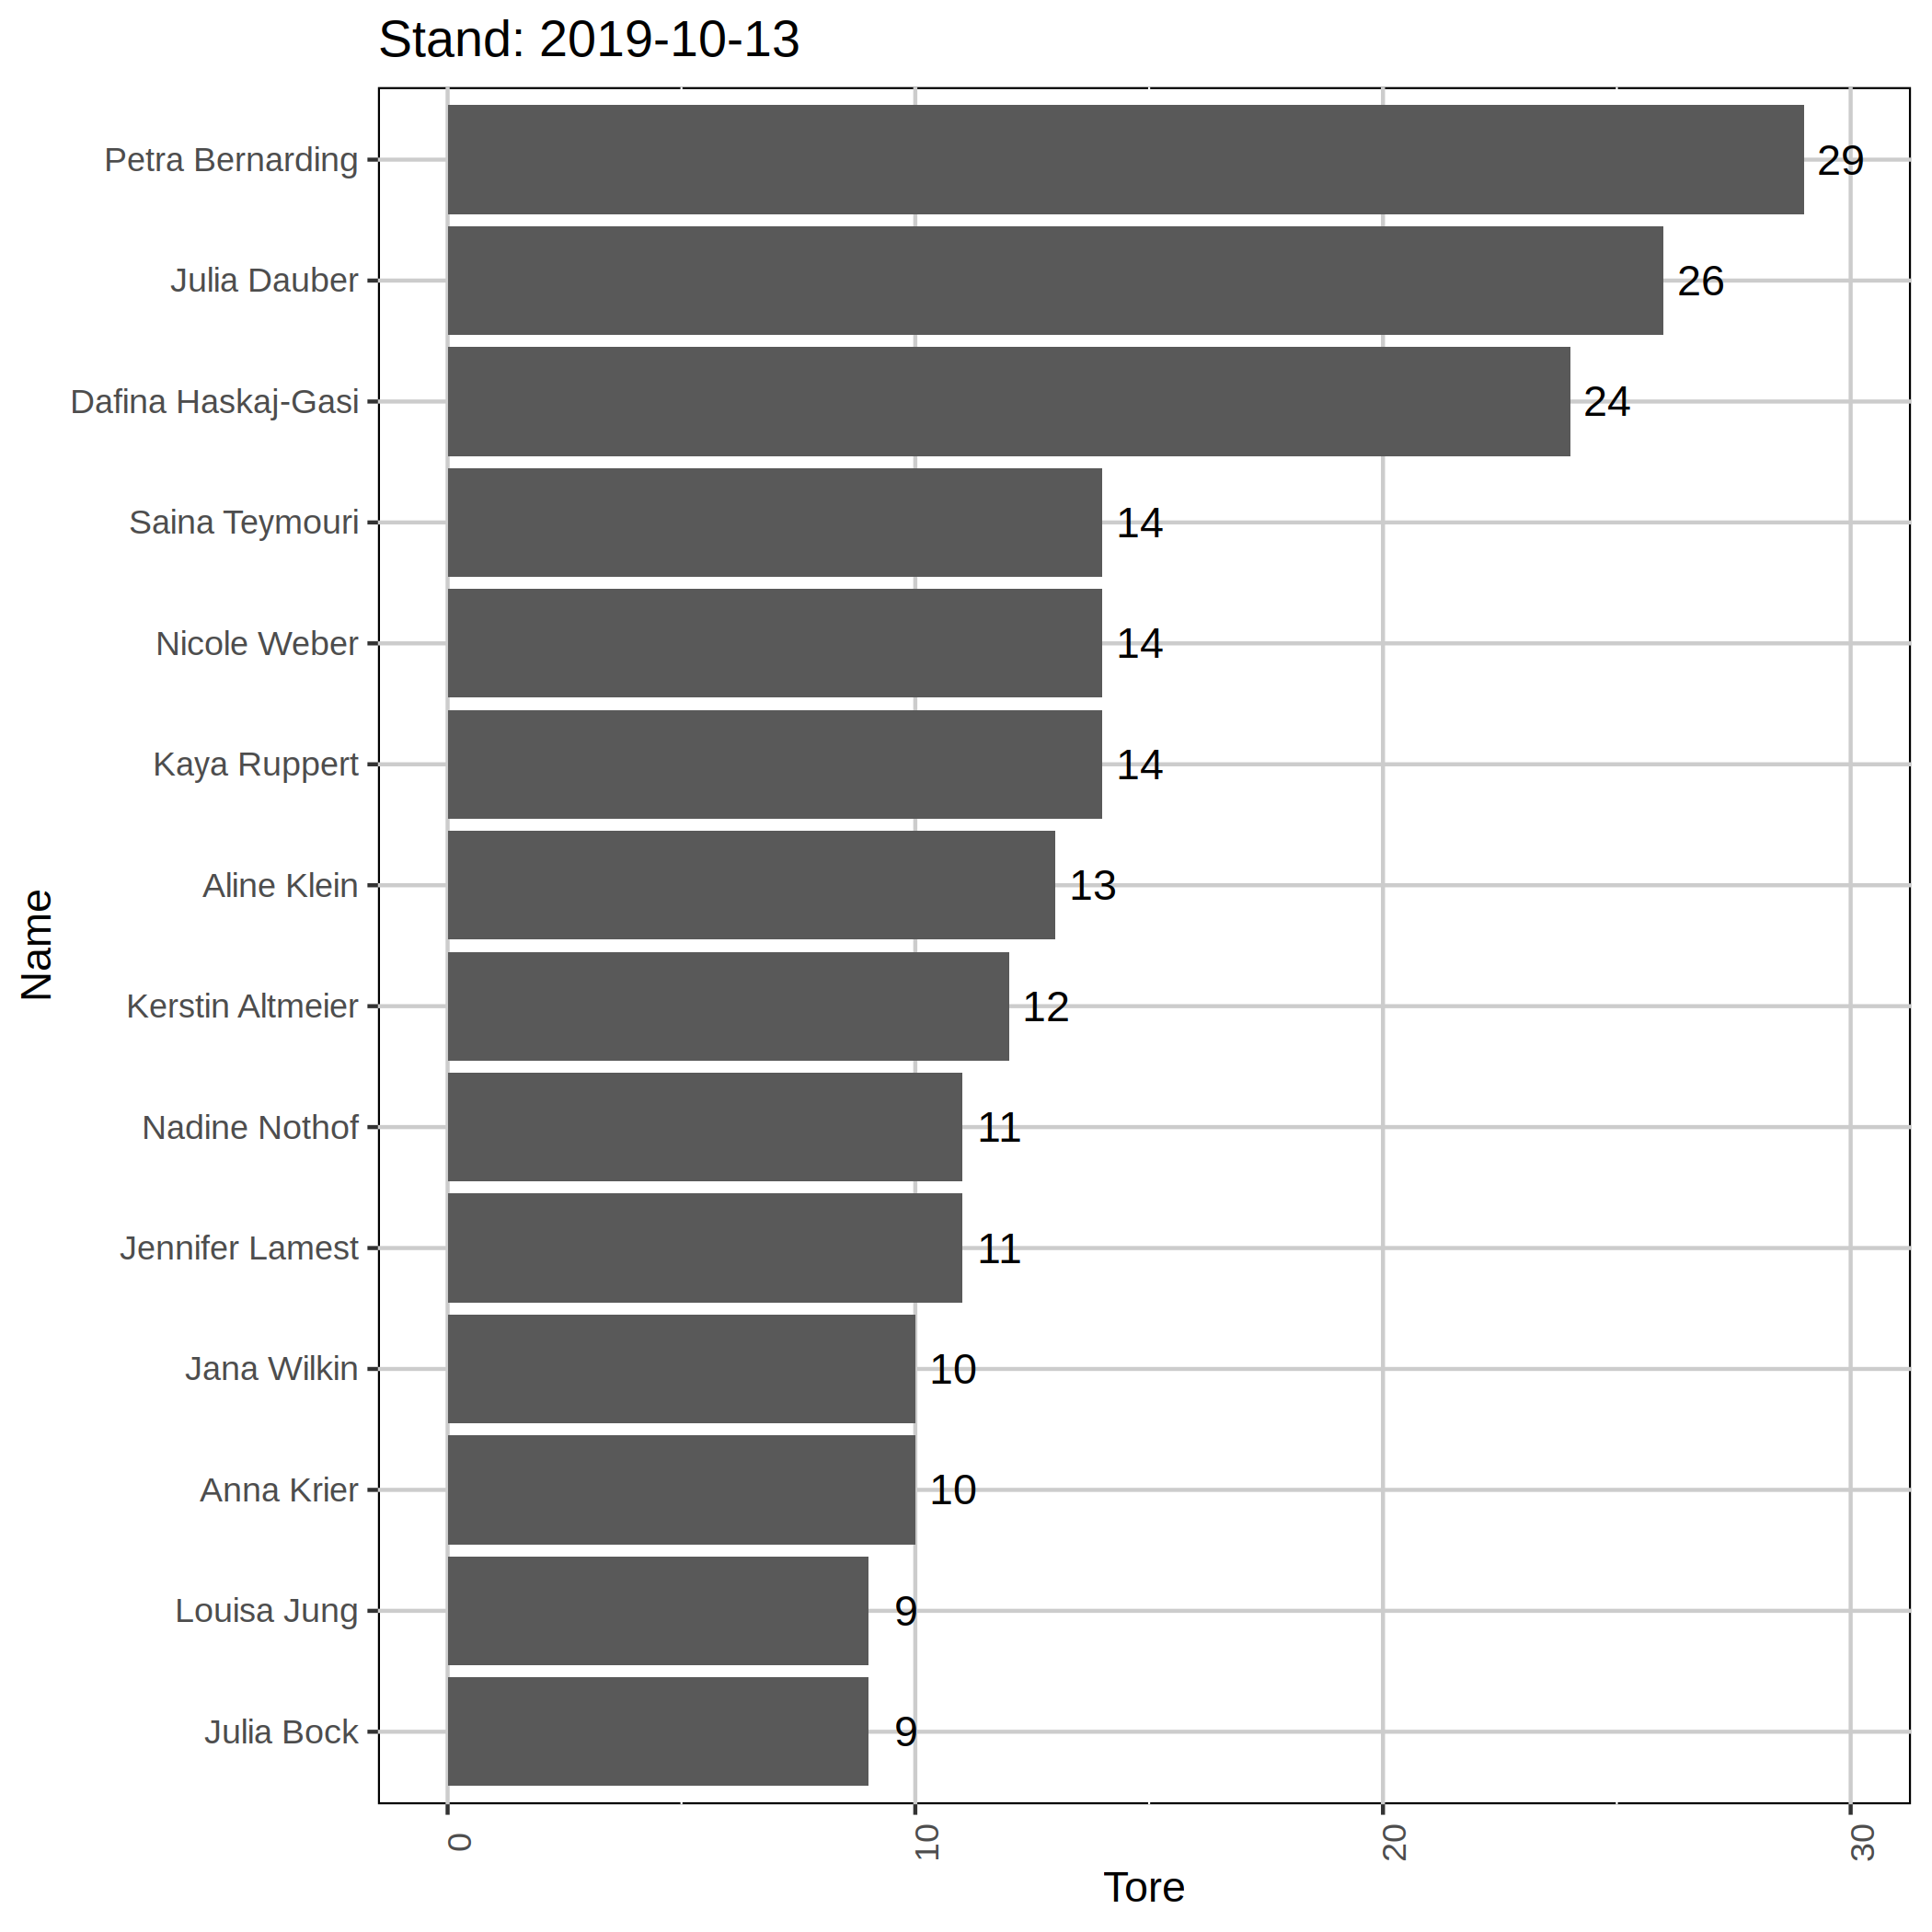 Stand: 2019-10-13
Petra Bernarding 29
Julia Dauber 26
Dafina Haskaj-Gasi 24
Saina Teymouri 14
Nicole Weber 14
Kaya Ruppert 14
Aline Klein 13
Kerstin Altmeier 12
Nadine Nothof 11
Jennifer Lamest 11
Jana Wilkin 10
Anna Krier 10
Louisa Jung 9
Julia Bock 9
Name
0 10 20 30
Tore